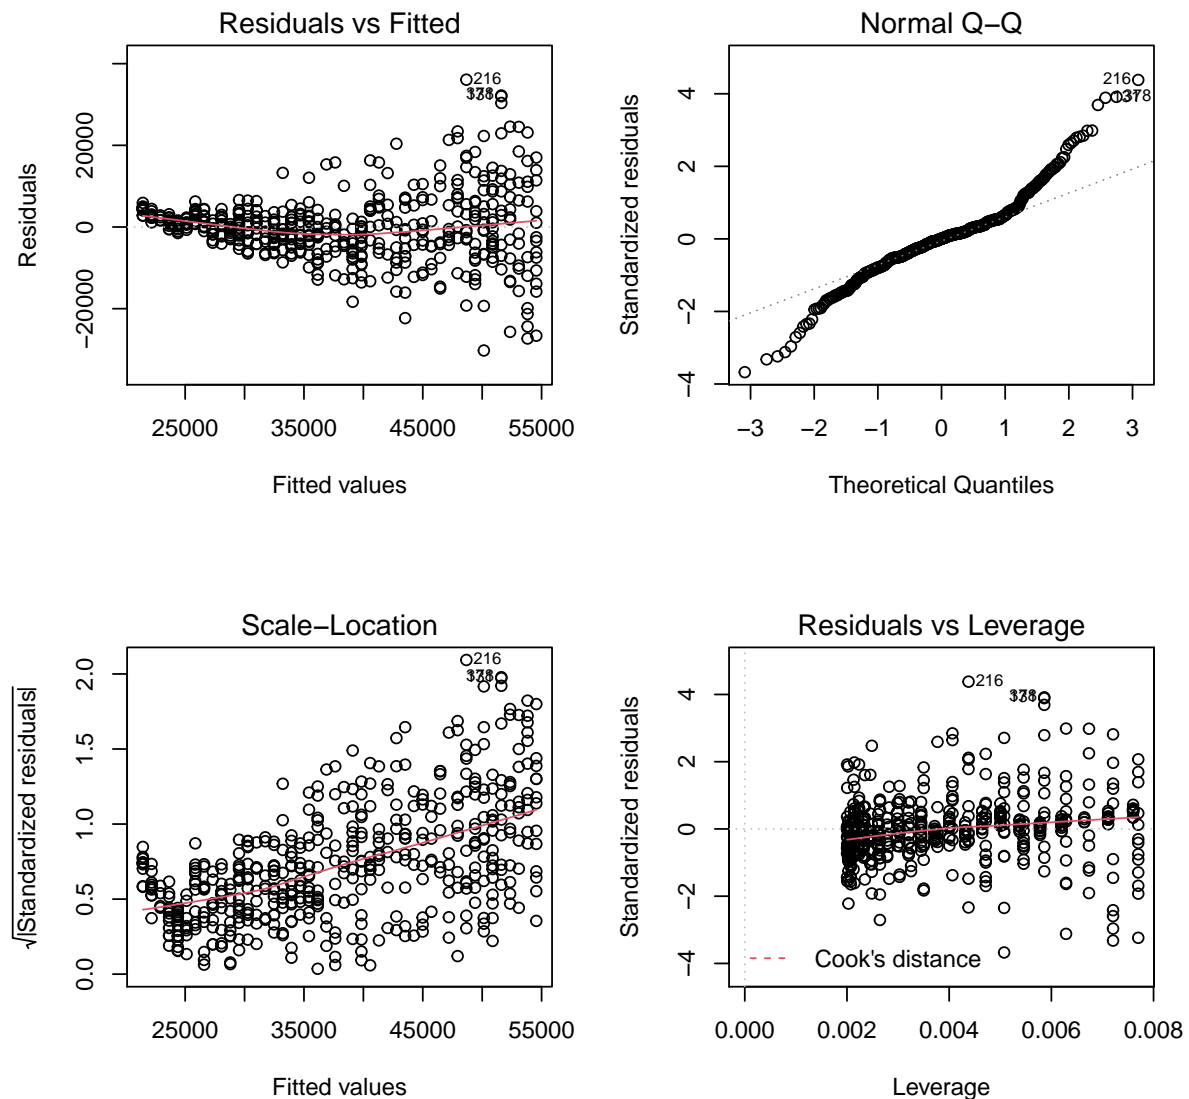 Residuals vs Fitted
Residuals
20000
0
−20000
216
25000 35000 45000 55000
Fitted values
Normal Q−Q
Standardized residuals
4
2
0
−2
−4
216
378
−3 −2 −1 0 1 2 3
Theoretical Quantiles
Scale−Location
√|Standardized residuals|
2.0
1.5
1.0
0.5
0.0
216
25000 35000 45000 55000
Fitted values
Residuals vs Leverage
Standardized residuals
4
2
0
−2
−4
216
Cook's distance
0.000 0.002 0.004 0.006 0.008
Leverage